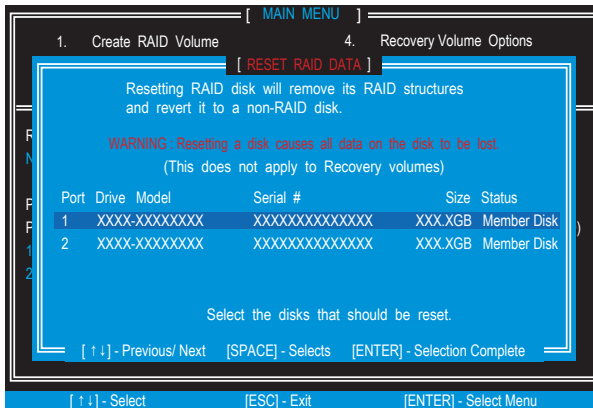 [ MAIN MENU ]
1. Create RAID Volume 4. Recovery Volume Options
[ RESET RAID DATA ]
Resetting RAID disk will remove its RAID structures
and revert it to a non-RAID disk.
WARNING : Resetting a disk causes all data on the disk to be lost.
(This does not apply to Recovery volumes)
Port Drive Model Serial # Size Status
1 XXXX-XXXXXXXX XXXXXXXXXXXXXX XXX.XGB Member Disk
2 XXXX-XXXXXXXX XXXXXXXXXXXXXX XXX.XGB Member Disk
Select the disks that should be reset.
[ ↑↓] - Previous/ Next [SPACE] - Selects [ENTER] - Selection Complete
[ ↑↓] - Select [ESC] - Exit [ENTER] - Select Menu